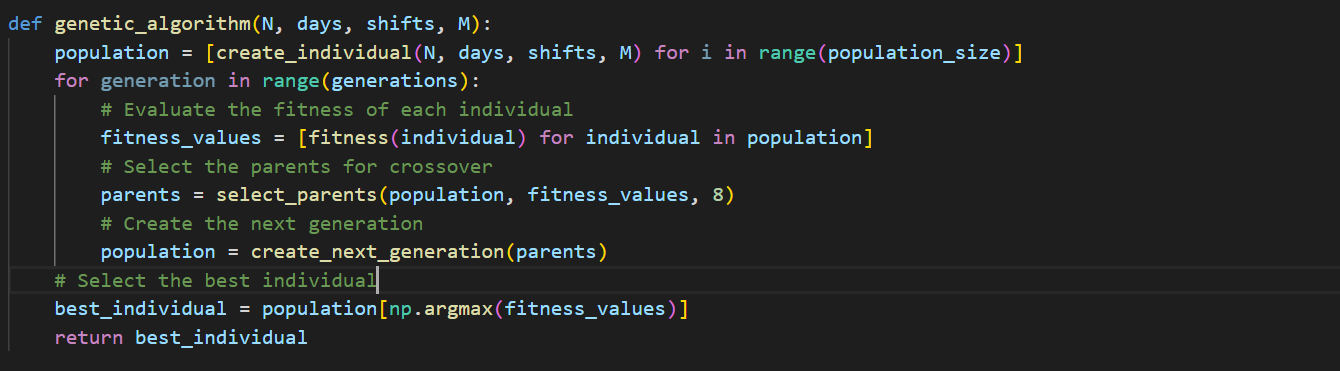 def genetic_algorithm(N, days, shifts, M):
    population = [create_individual(N, days, shifts, M) for i in range(population_size)]
    for generation in range(generations):
        # Evaluate the fitness of each individual
        fitness_values = [fitness(individual) for individual in population]
        # Select the parents for crossover
        parents = select_parents(population, fitness_values, 8)
        # Create the next generation
        population = create_next_generation(parents)
    # Select the best individual
    best_individual = population[np.argmax(fitness_values)]
    return best_individual